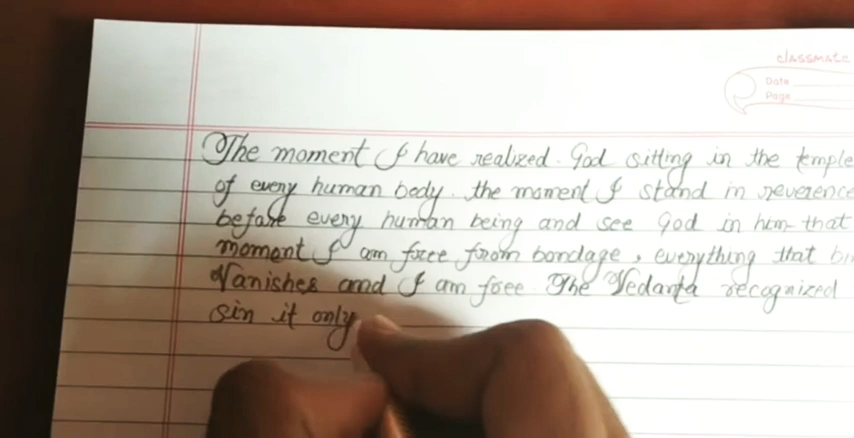 classmate
Date
Page
The moment I have realized. God sitting in the temple
of every human body. the moment I stand in reverence
before every human being and see God in him- that
moment I am free from bondage, everything that
Vanishes and I am free. The Vedanta recognized
sin it only